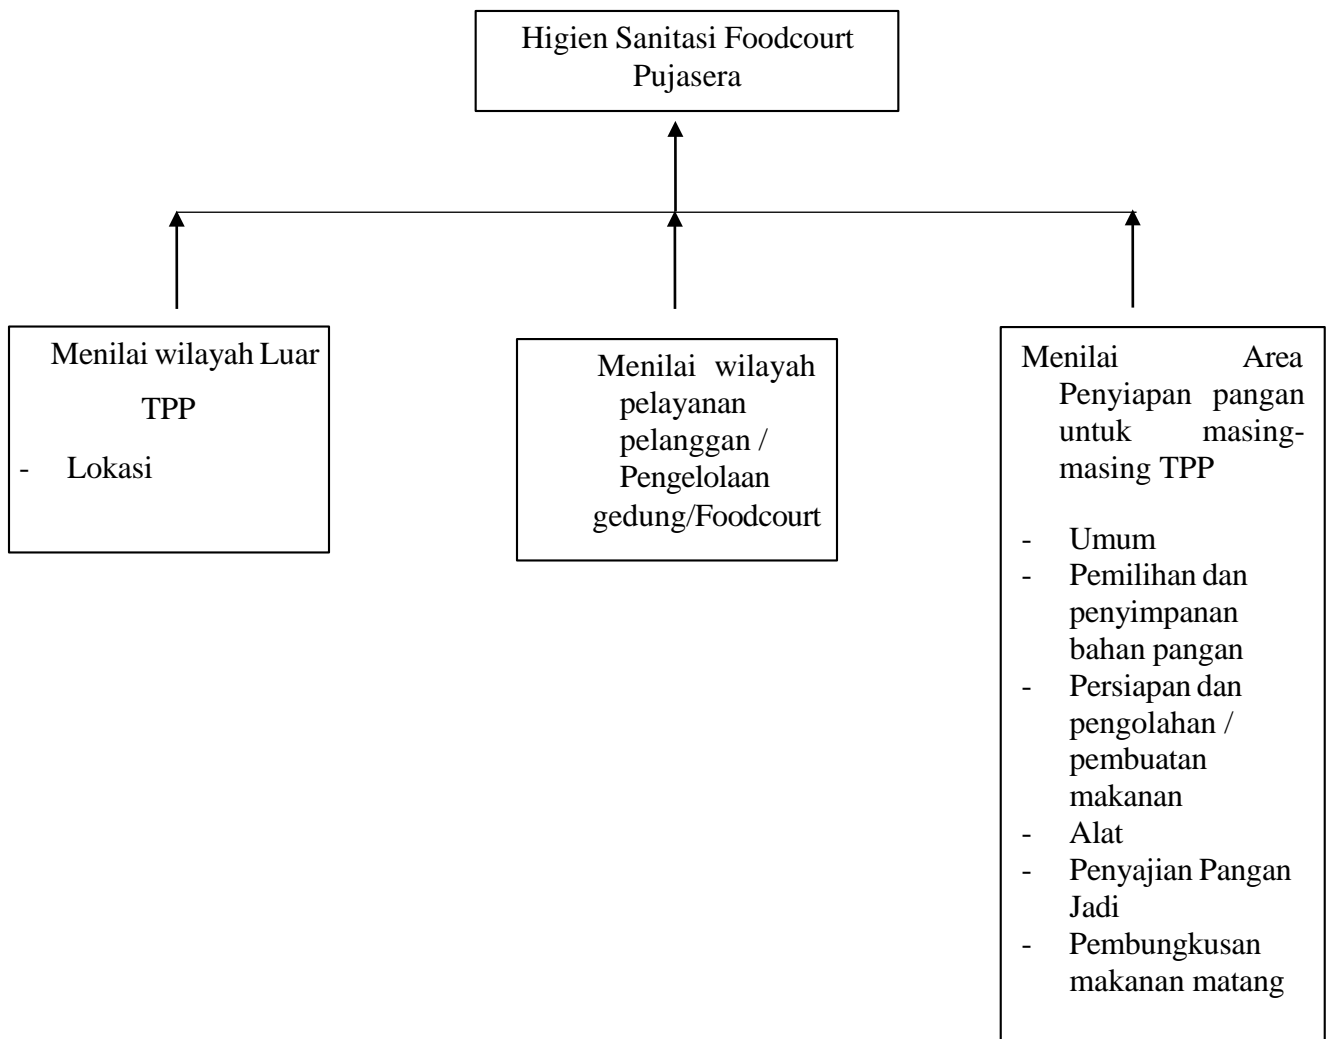 Higien Sanitasi Foodcourt
Pujasera
Menilai wilayah Luar
TPP
- Lokasi
Menilai wilayah
pelayanan
pelanggan /
Pengelolaan
gedung/Foodcourt
Menilai Area
Penyiapan pangan
untuk masing-
masing TPP
- Umum
- Pemilihan dan
penyimpanan
bahan pangan
- Persiapan dan
pengolahan /
pembuatan
makanan
- Alat
- Penyajian Pangan
Jadi
- Pembungkusan
makanan matang